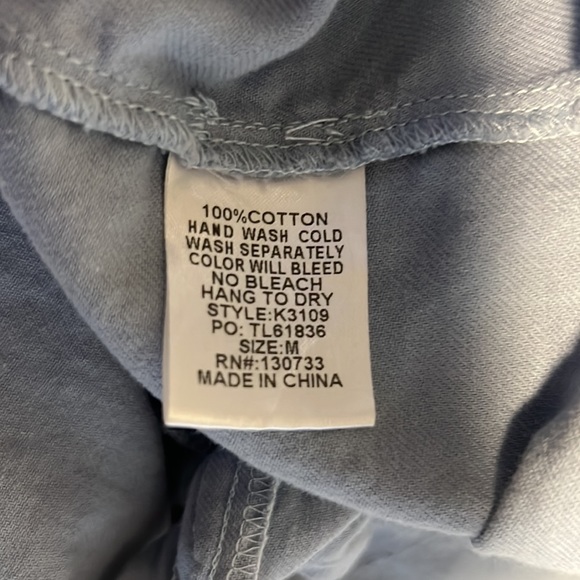 100%COTTON
HAND WASH COLD
WASH SEPARATELY
COLOR WILL BLEED
NO BLEACH
HANG TO DRY
STYLE:K3109
PO: TL61836
SIZE:M
RN#:130733
MADE IN CHINA